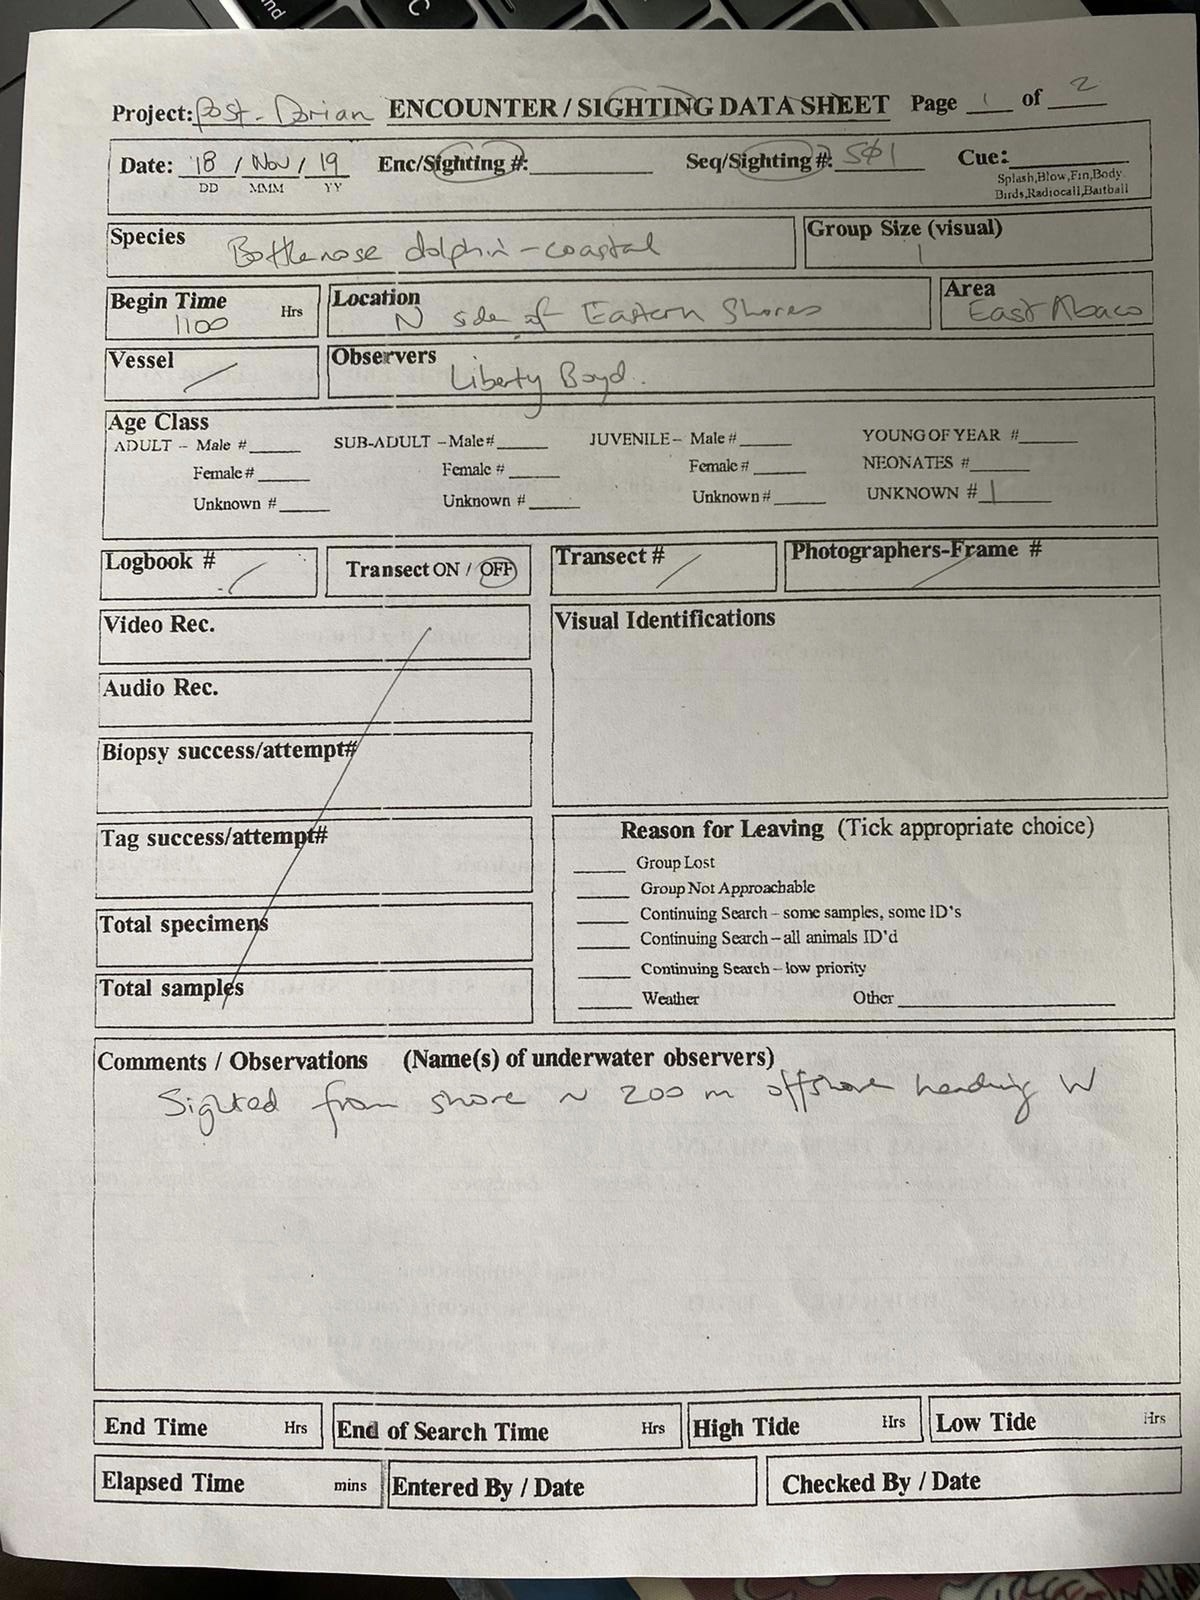 nd C
Project: Post-Dorian ENCOUNTER / SIGHTING DATA SHEET Page 1 of 2
Date: 18 / Nov / 19 Enc/Sighting #: Seq/Sighting #: SØ1 Cue:
DD MMM YY Splash,Blow,Fin,Body
Birds,Radiocall,Baitball
Species Bottlenose dolphin - coastal Group Size (visual) 1
Begin Time 1100 Hrs Location N side of Eastern Shores Area East Abaco
Vessel / Observers Liberty Boyd.
Age Class
ADULT – Male # SUB-ADULT – Male# JUVENILE – Male # YOUNG OF YEAR #
Female # Female # Female # NEONATES #
Unknown # Unknown # Unknown # UNKNOWN # 1
Logbook # / Transect ON / OFF Transect # / Photographers-Frame # /
Video Rec. Visual Identifications
Audio Rec.
Biopsy success/attempt#
Tag success/attempt# Reason for Leaving (Tick appropriate choice)
Group Lost
Group Not Approachable
Total specimens Continuing Search – some samples, some ID's
Continuing Search – all animals ID'd
Total samples Continuing Search – low priority
Weather Other
Comments / Observations (Name(s) of underwater observers)
Sighted from shore ~ 200 m offshore heading W
End Time Hrs End of Search Time Hrs High Tide Hrs Low Tide Hrs
Elapsed Time mins Entered By / Date Checked By / Date